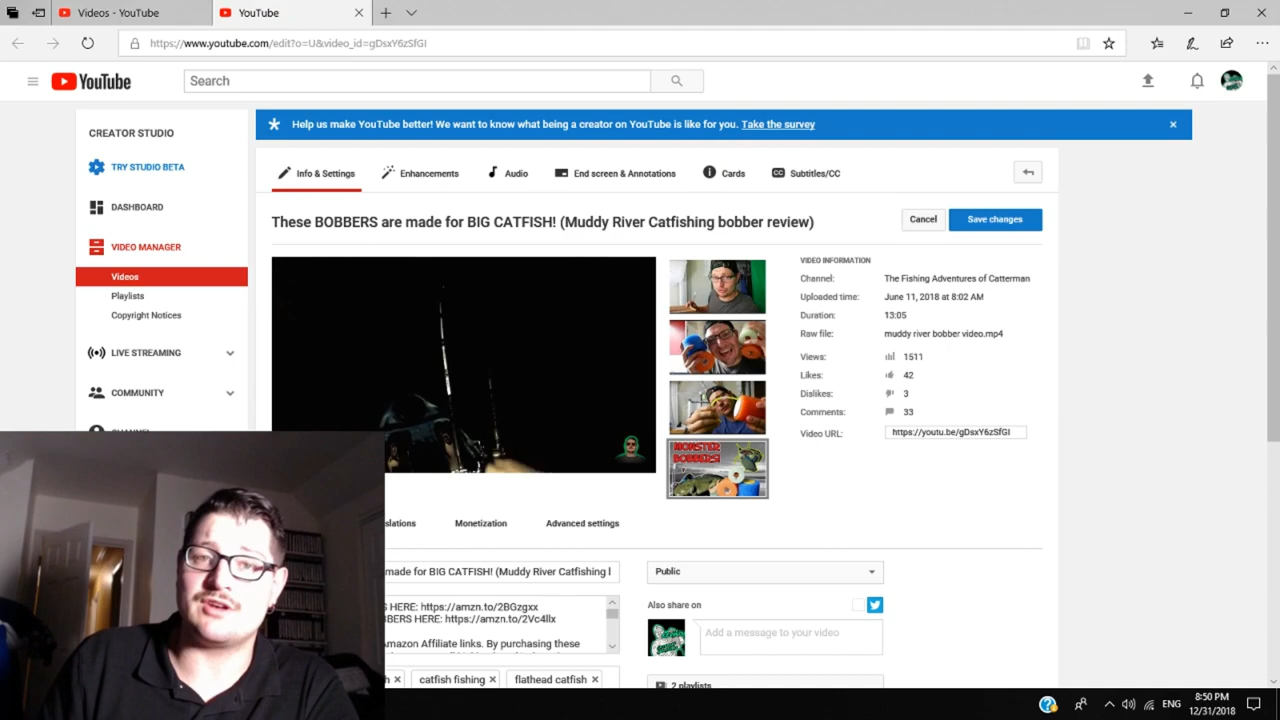 Videos - YouTube
YouTube
https://www.youtube.com/edit?o=U&video_id=gDsxY6zSfGI
YouTube
Search
CREATOR STUDIO
TRY STUDIO BETA
DASHBOARD
VIDEO MANAGER
Videos
Playlists
Copyright Notices
LIVE STREAMING
COMMUNITY
Help us make YouTube better! We want to know what being a creator on YouTube is like for you. Take the survey
Info & Settings
Enhancements
Audio
End screen & Annotations
Cards
CC Subtitles/CC
These BOBBERS are made for BIG CATFISH! (Muddy River Catfishing bobber review)
Cancel
Save changes
MONSTER
BOBBERS!
VIDEO INFORMATION
Channel: The Fishing Adventures of Catterman
Uploaded time: June 11, 2018 at 8:02 AM
Duration: 13:05
Raw file: muddy river bobber video.mp4
Views: 1511
Likes: 42
Dislikes: 3
Comments: 33
Video URL: https://youtu.be/gDsxY6zSfGI
slations
Monetization
Advanced settings
made for BIG CATFISH! (Muddy River Catfishing l
S HERE: https://amzn.to/2BGzgxx
BERS HERE: https://amzn.to/2Vc4llx
Amazon Affiliate links. By purchasing these
h
catfish fishing
flathead catfish
Public
Also share on
Add a message to your video
2 playlists
ENG
8:50 PM
12/31/2018